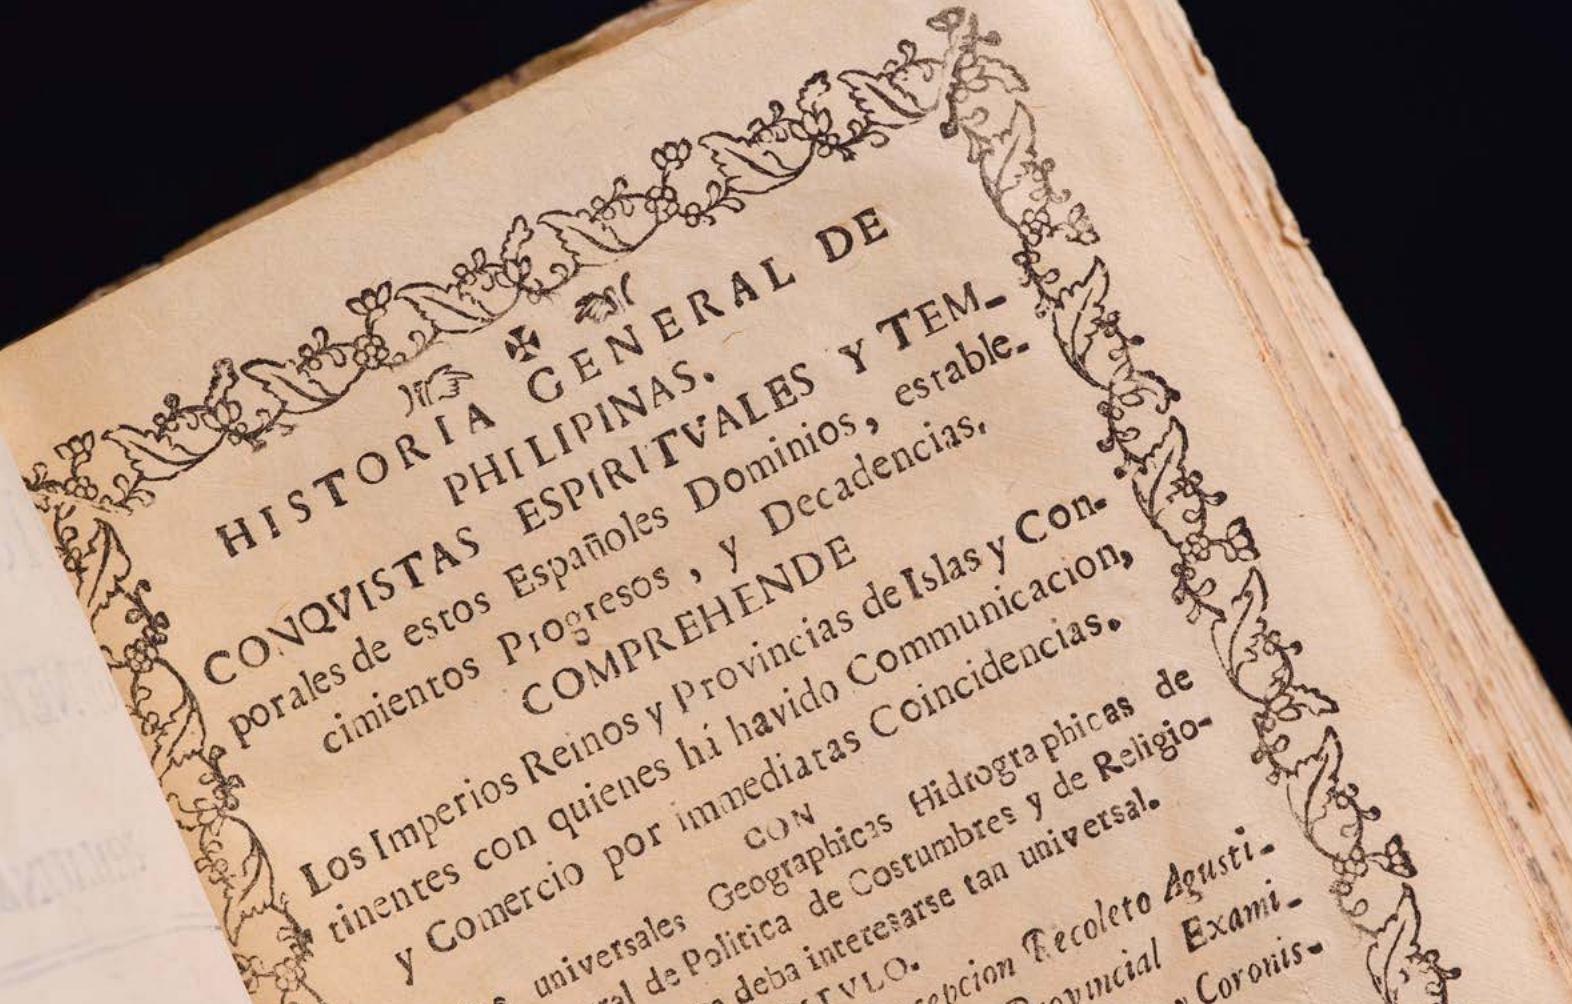 HISTORIA GENERAL DE
PHILIPINAS.
CONQVISTAS ESPIRITVALES Y TEM-
porales de estos Españoles Dominios, estable-
cimientos Progresos, y Decadencias.
COMPREHENDE
Los Imperios Reinos y Provincias de Islas y Con-
tinentes con quienes há havido Communicacion,
y Comercio por immediatas Coincidencias.
CON
universales Geographicas Hidrographicas de
de Politica de Costumbres y de Religio-
deba interesarse tan universal.
Recoleto Agusti-
Provincial Exami-
Coronis-